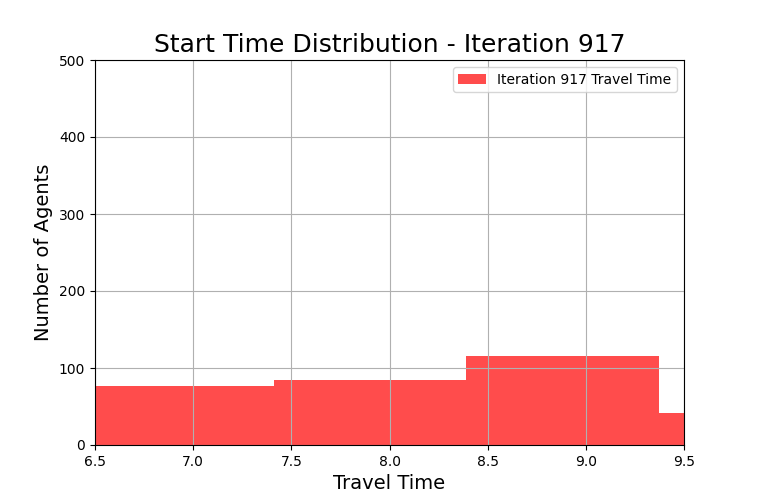 Start Time Distribution - Iteration 917
Iteration 917 Travel Time
Number of Agents
500
400
300
200
100
0
6.5 7.0 7.5 8.0 8.5 9.0 9.5
Travel Time